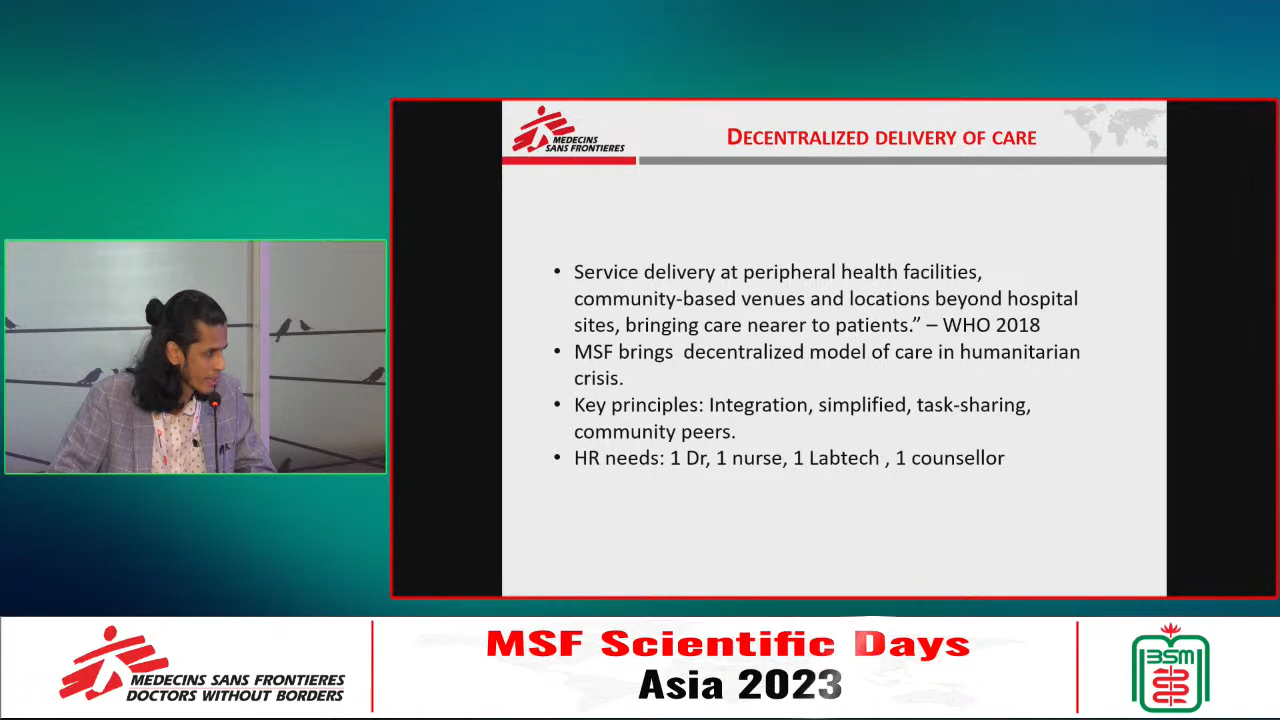 MEDECINS
SANS FRONTIERES
DECENTRALIZED DELIVERY OF CARE
• Service delivery at peripheral health facilities,
community-based venues and locations beyond hospital
sites, bringing care nearer to patients.” – WHO 2018
• MSF brings  decentralized model of care in humanitarian
crisis.
• Key principles: Integration, simplified, task-sharing,
community peers.
• HR needs: 1 Dr, 1 nurse, 1 Labtech , 1 counsellor
MEDECINS SANS FRONTIERES
DOCTORS WITHOUT BORDERS
MSF Scientific Days
Asia 2023
BSM